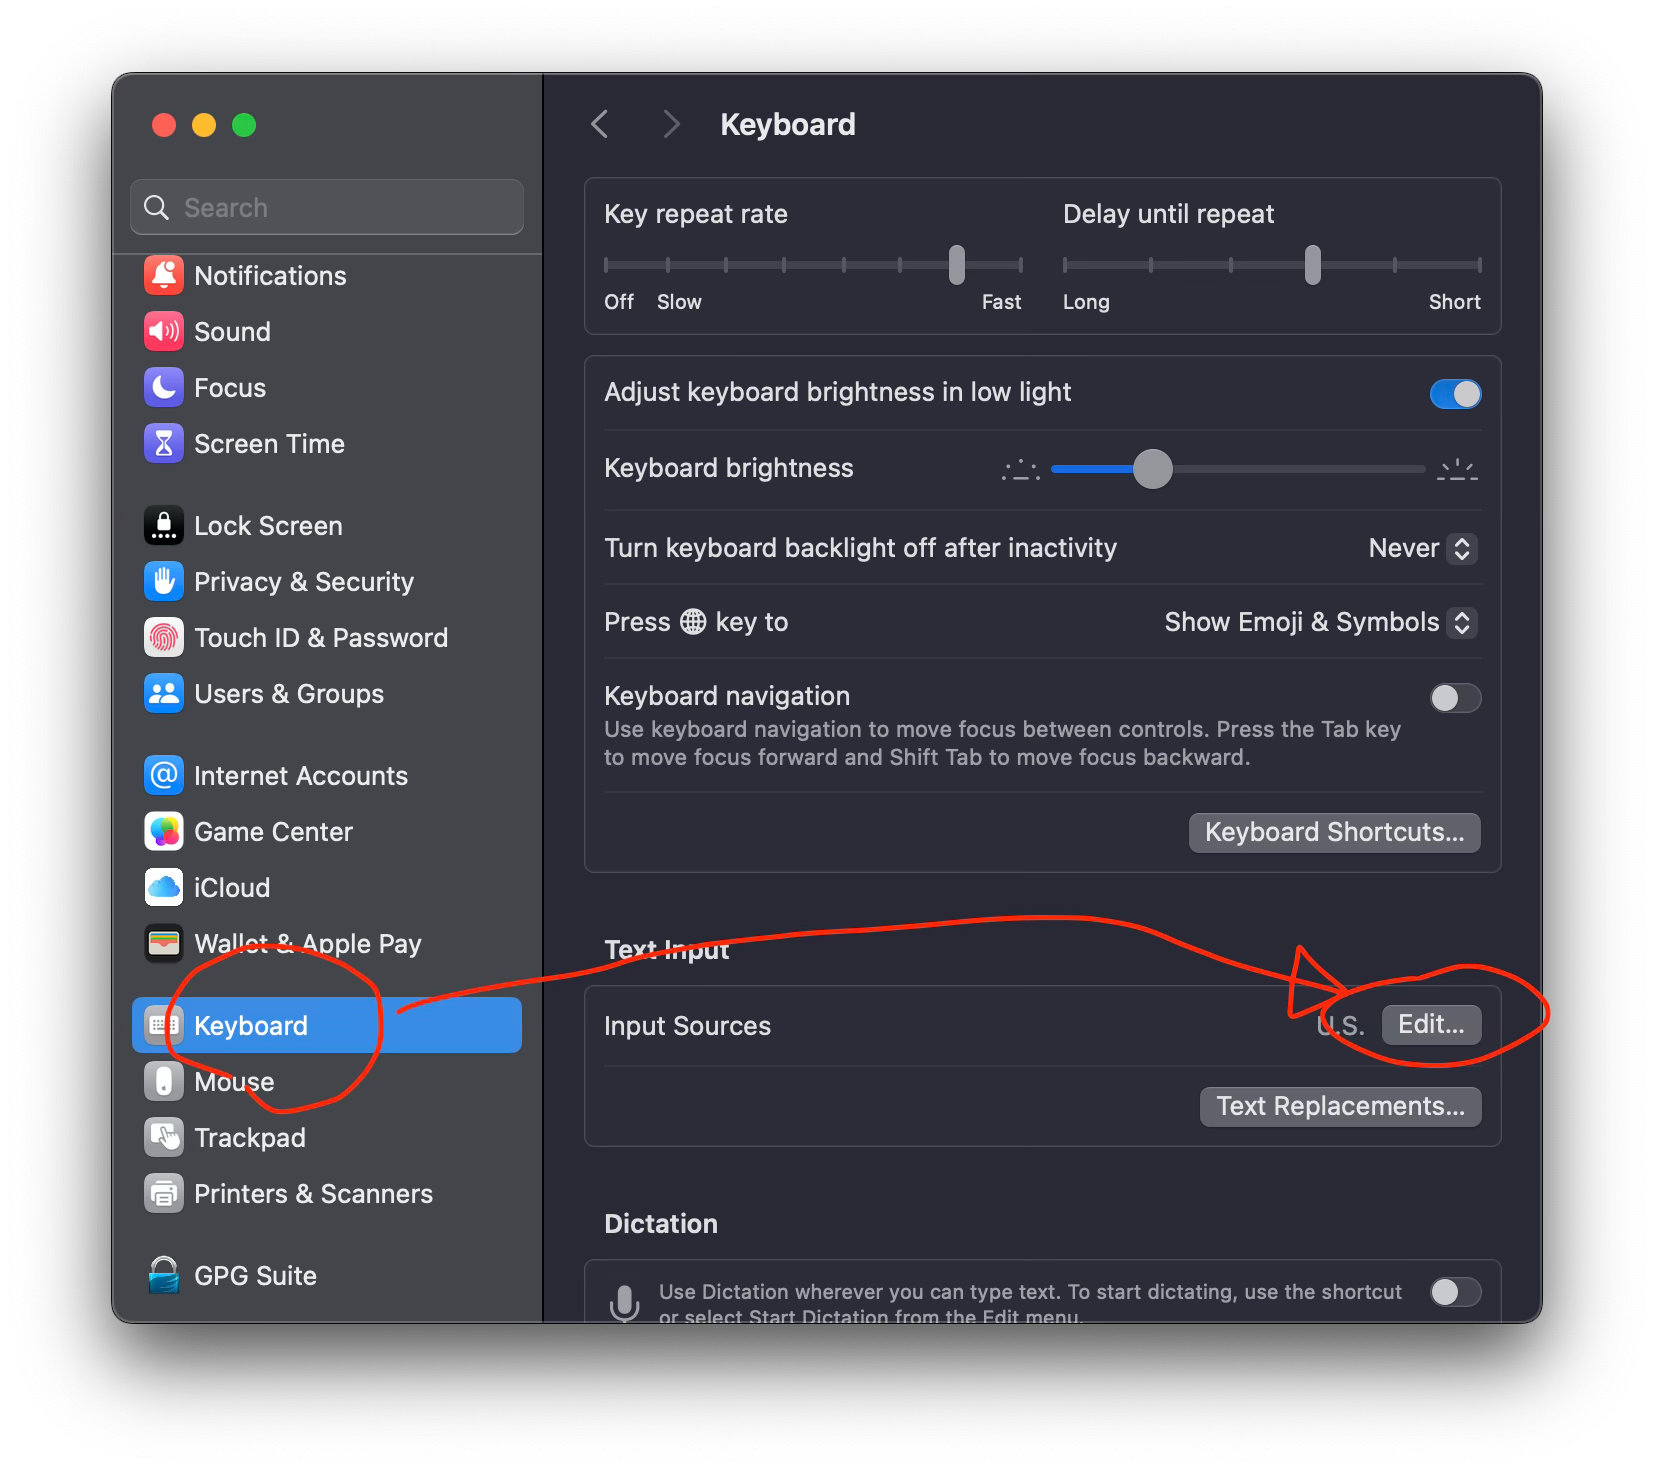 Search
Notifications
Sound
Focus
Screen Time
Lock Screen
Privacy & Security
Touch ID & Password
Users & Groups
Internet Accounts
Game Center
iCloud
Wallet & Apple Pay
Keyboard
Mouse
Trackpad
Printers & Scanners
GPG Suite
Keyboard
Key repeat rate
Off Slow Fast
Delay until repeat
Long Short
Adjust keyboard brightness in low light
Keyboard brightness
Turn keyboard backlight off after inactivity Never
Press key to Show Emoji & Symbols
Keyboard navigation
Use keyboard navigation to move focus between controls. Press the Tab key
to move focus forward and Shift Tab to move focus backward.
Keyboard Shortcuts...
Text Input
Input Sources U.S. Edit...
Text Replacements...
Dictation
Use Dictation wherever you can type text. To start dictating, use the shortcut
or select Start Dictation from the Edit menu.